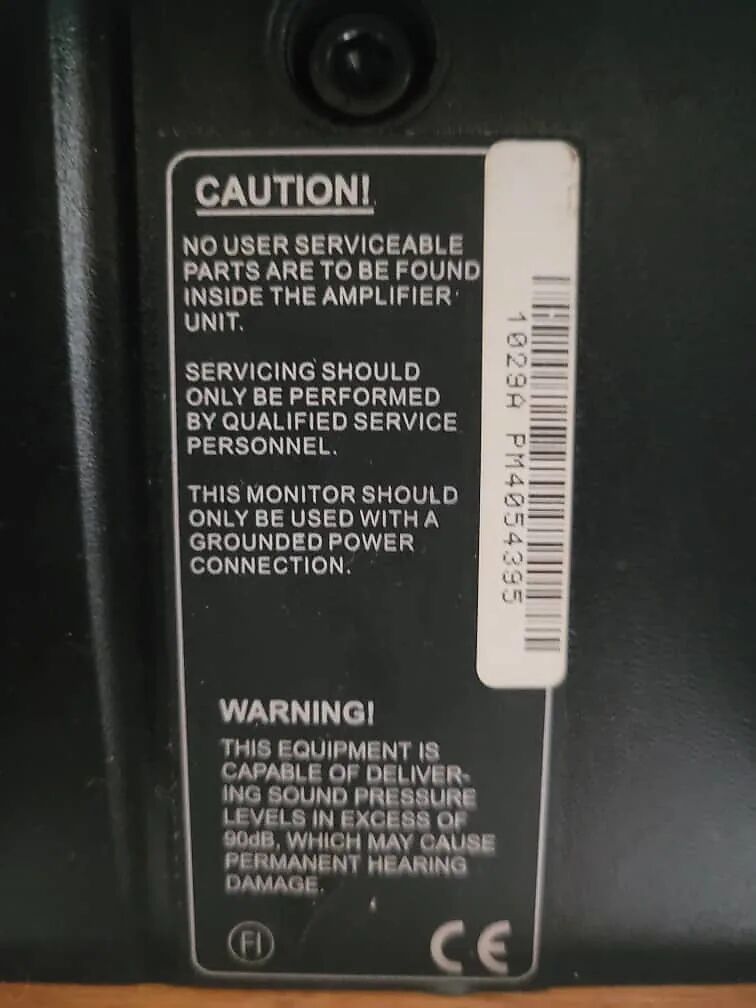 CAUTION!
NO USER SERVICEABLE
PARTS ARE TO BE FOUND
INSIDE THE AMPLIFIER
UNIT.
SERVICING SHOULD
ONLY BE PERFORMED
BY QUALIFIED SERVICE
PERSONNEL.
THIS MONITOR SHOULD
ONLY BE USED WITH A
GROUNDED POWER
CONNECTION.
1029A PM4054395
WARNING!
THIS EQUIPMENT IS
CAPABLE OF DELIVER-
ING SOUND PRESSURE
LEVELS IN EXCESS OF
90dB, WHICH MAY CAUSE
PERMANENT HEARING
DAMAGE.
FI
CE